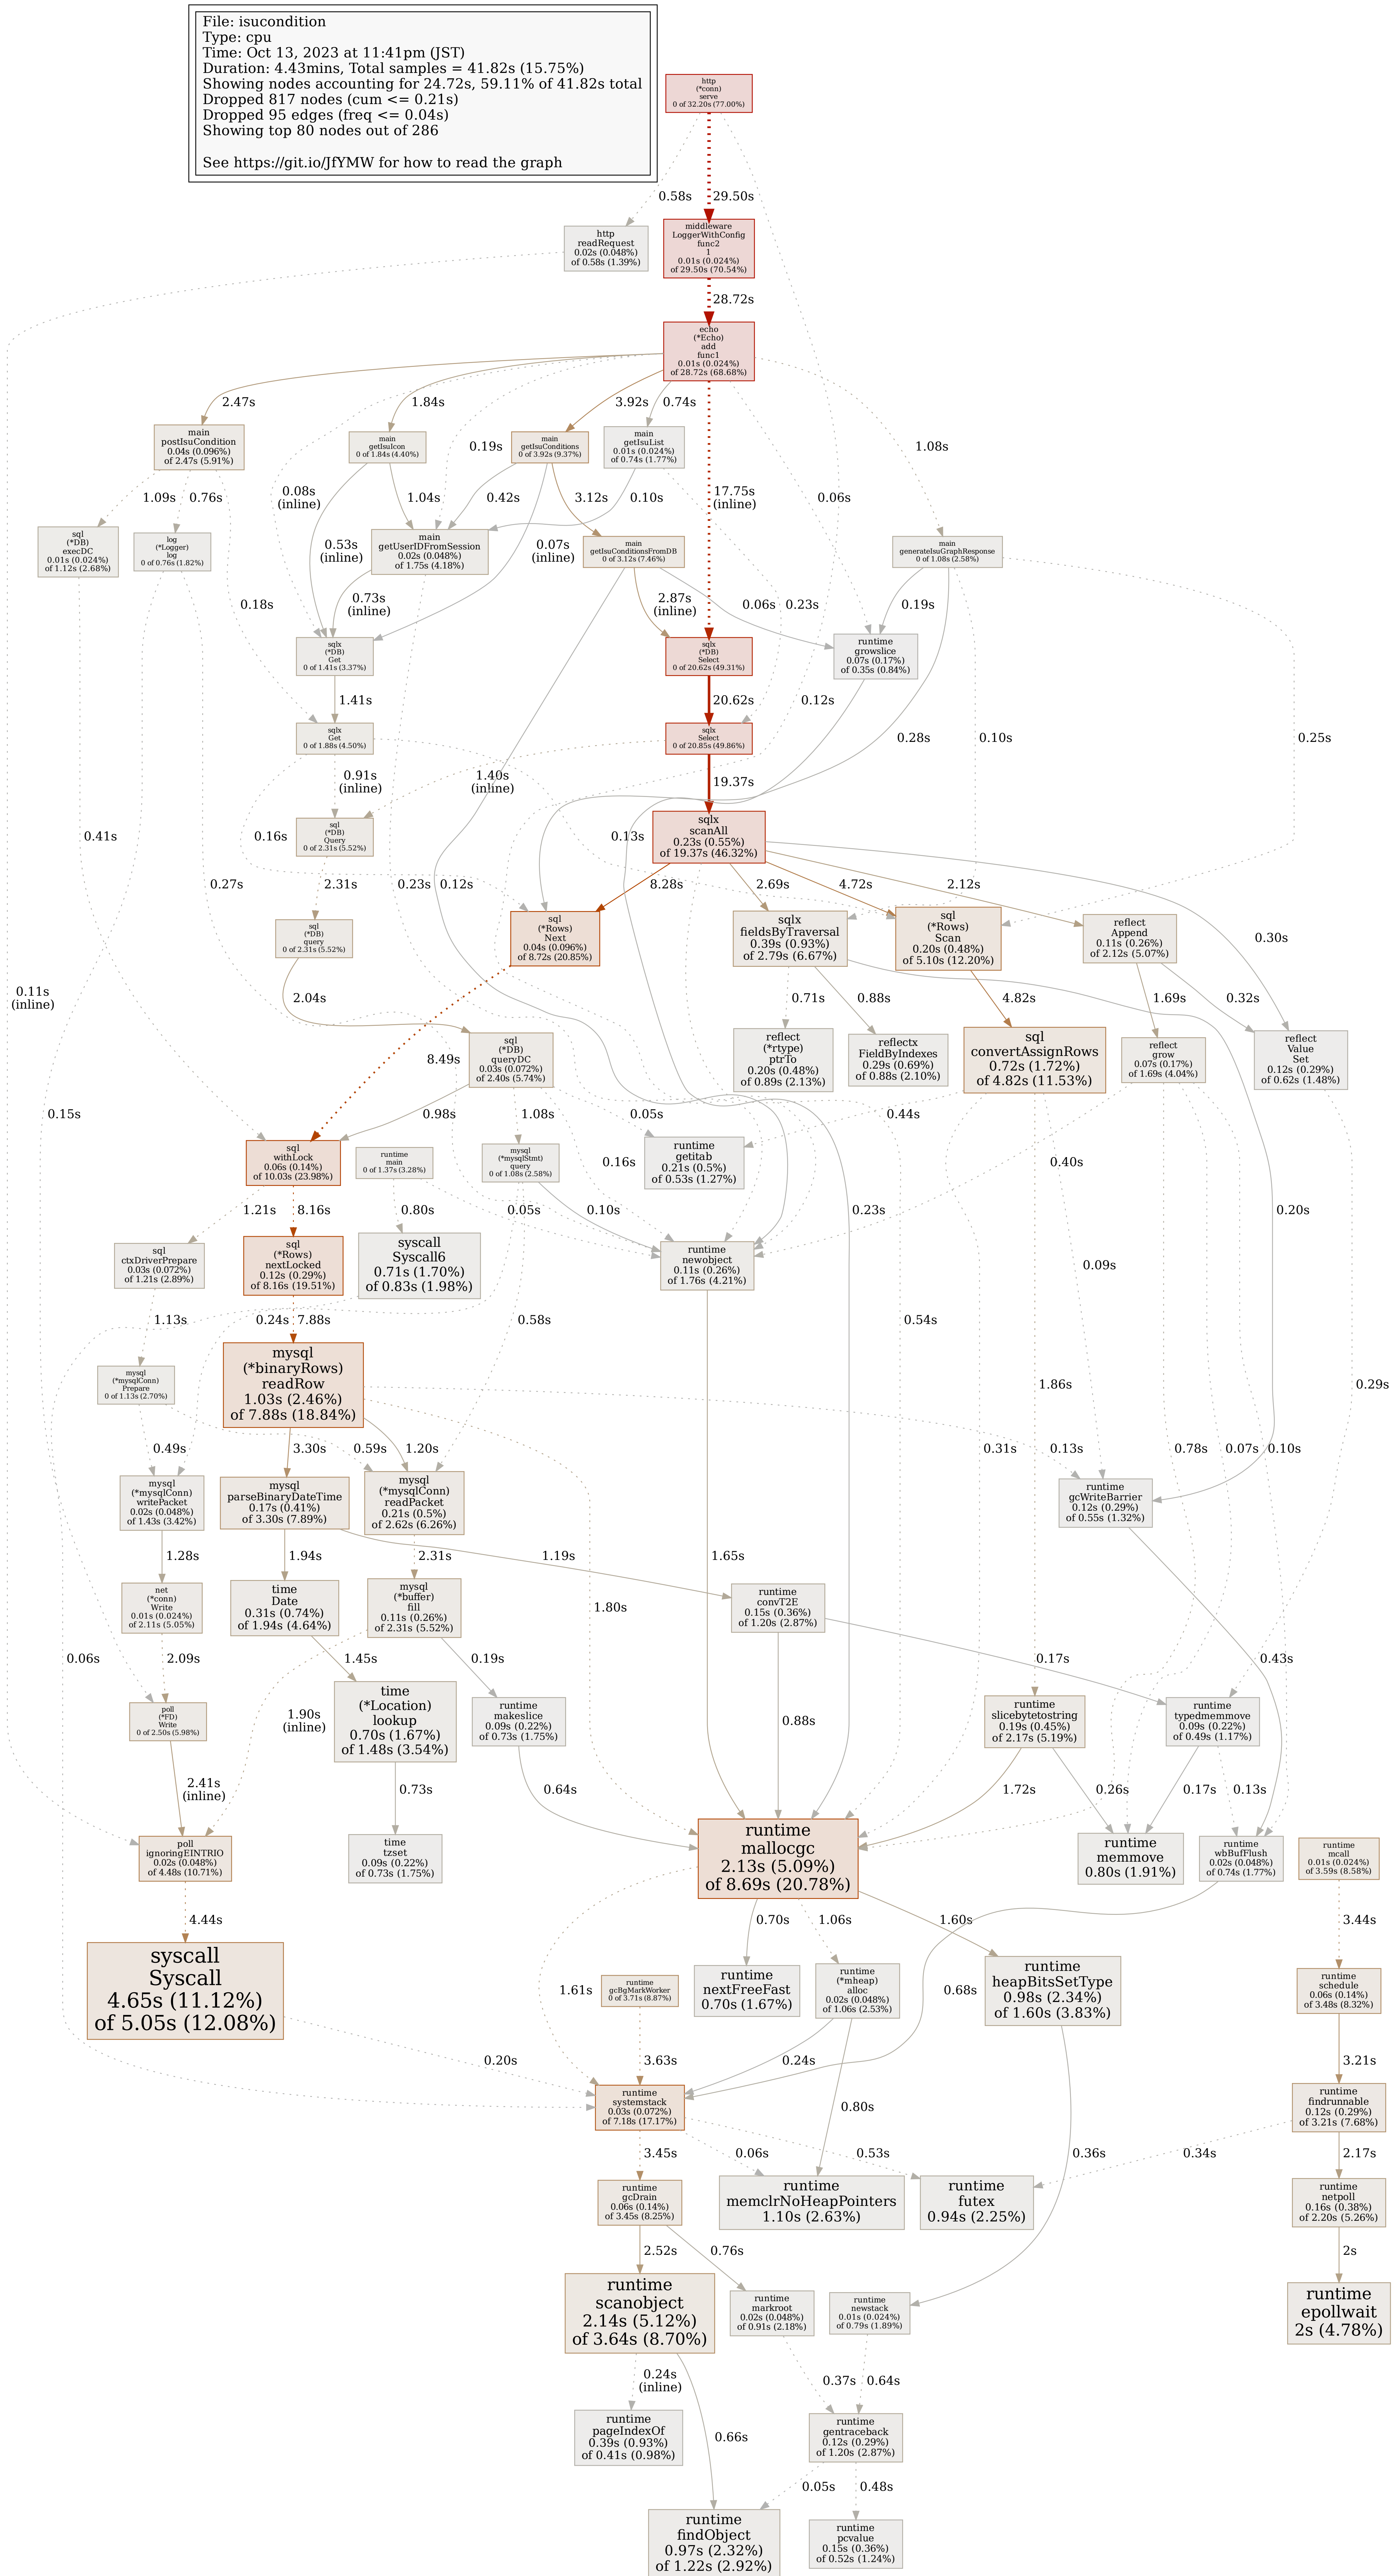 File: isucondition
Type: cpu
Time: Oct 13, 2023 at 11:41pm (JST)
Duration: 4.43mins, Total samples = 41.82s (15.75%)
Showing nodes accounting for 24.72s, 59.11% of 41.82s total
Dropped 817 nodes (cum <= 0.21s)
Dropped 95 edges (freq <= 0.04s)
Showing top 80 nodes out of 286
See https://git.io/JfYMW for how to read the graph
http
(*conn)
serve
0 of 32.20s (77.00%)
0.58s
29.50s
http
readRequest
0.02s (0.048%)
of 0.58s (1.39%)
middleware
LoggerWithConfig
func2
1
0.01s (0.024%)
of 29.50s (70.54%)
28.72s
echo
(*Echo)
add
func1
0.01s (0.024%)
of 28.72s (68.68%)
2.47s
1.84s
3.92s
0.74s
0.19s
1.08s
main
postIsuCondition
0.04s (0.096%)
of 2.47s (5.91%)
main
getIsuIcon
0 of 1.84s (4.40%)
main
getIsuConditions
0 of 3.92s (9.37%)
main
getIsuList
0.01s (0.024%)
of 0.74s (1.77%)
1.09s
0.76s
0.08s
(inline)
1.04s
0.42s
3.12s
0.10s
17.75s
(inline)
0.06s
sql
(*DB)
execDC
0.01s (0.024%)
of 1.12s (2.68%)
log
(*Logger)
log
0 of 0.76s (1.82%)
0.53s
(inline)
main
getUserIDFromSession
0.02s (0.048%)
of 1.75s (4.18%)
0.07s
(inline)
main
getIsuConditionsFromDB
0 of 3.12s (7.46%)
main
generateIsuGraphResponse
0 of 1.08s (2.58%)
0.18s
0.73s
(inline)
2.87s
(inline)
0.06s
0.23s
0.19s
sqlx
(*DB)
Get
0 of 1.41s (3.37%)
sqlx
(*DB)
Select
0 of 20.62s (49.31%)
runtime
growslice
0.07s (0.17%)
of 0.35s (0.84%)
1.41s
20.62s
0.12s
sqlx
Get
0 of 1.88s (4.50%)
sqlx
Select
0 of 20.85s (49.86%)
0.28s
0.10s
0.25s
0.91s
(inline)
1.40s
(inline)
19.37s
0.41s
0.16s
sql
(*DB)
Query
0 of 2.31s (5.52%)
0.13s
sqlx
scanAll
0.23s (0.55%)
of 19.37s (46.32%)
0.27s
2.31s
0.23s
0.12s
8.28s
2.69s
4.72s
2.12s
sql
(*DB)
query
0 of 2.31s (5.52%)
sql
(*Rows)
Next
0.04s (0.096%)
of 8.72s (20.85%)
sqlx
fieldsByTraversal
0.39s (0.93%)
of 2.79s (6.67%)
sql
(*Rows)
Scan
0.20s (0.48%)
of 5.10s (12.20%)
reflect
Append
0.11s (0.26%)
of 2.12s (5.07%)
0.30s
0.11s
(inline)
2.04s
0.71s
0.88s
4.82s
1.69s
0.32s
8.49s
sql
(*DB)
queryDC
0.03s (0.072%)
of 2.40s (5.74%)
reflect
(*rtype)
ptrTo
0.20s (0.48%)
of 0.89s (2.13%)
reflectx
FieldByIndexes
0.29s (0.69%)
of 0.88s (2.10%)
sql
convertAssignRows
0.72s (1.72%)
of 4.82s (11.53%)
reflect
grow
0.07s (0.17%)
of 1.69s (4.04%)
reflect
Value
Set
0.12s (0.29%)
of 0.62s (1.48%)
0.15s
0.98s
1.08s
0.05s
0.44s
sql
withLock
0.06s (0.14%)
of 10.03s (23.98%)
runtime
main
0 of 1.37s (3.28%)
mysql
(*mysqlStmt)
query
0 of 1.08s (2.58%)
0.16s
runtime
getitab
0.21s (0.5%)
of 0.53s (1.27%)
0.40s
1.21s
8.16s
0.80s
0.05s
0.10s
0.23s
0.20s
sql
ctxDriverPrepare
0.03s (0.072%)
of 1.21s (2.89%)
sql
(*Rows)
nextLocked
0.12s (0.29%)
of 8.16s (19.51%)
syscall
Syscall6
0.71s (1.70%)
of 0.83s (1.98%)
runtime
newobject
0.11s (0.26%)
of 1.76s (4.21%)
0.09s
1.13s
0.24s
7.88s
0.58s
0.54s
mysql
(*mysqlConn)
Prepare
0 of 1.13s (2.70%)
mysql
(*binaryRows)
readRow
1.03s (2.46%)
of 7.88s (18.84%)
1.86s
0.29s
0.49s
3.30s
0.59s
1.20s
0.31s
0.13s
0.78s
0.07s
0.10s
mysql
(*mysqlConn)
writePacket
0.02s (0.048%)
of 1.43s (3.42%)
mysql
parseBinaryDateTime
0.17s (0.41%)
of 3.30s (7.89%)
mysql
(*mysqlConn)
readPacket
0.21s (0.5%)
of 2.62s (6.26%)
runtime
gcWriteBarrier
0.12s (0.29%)
of 0.55s (1.32%)
1.28s
1.94s
2.31s
1.19s
1.65s
net
(*conn)
Write
0.01s (0.024%)
of 2.11s (5.05%)
time
Date
0.31s (0.74%)
of 1.94s (4.64%)
mysql
(*buffer)
fill
0.11s (0.26%)
of 2.31s (5.52%)
1.80s
runtime
convT2E
0.15s (0.36%)
of 1.20s (2.87%)
0.06s
2.09s
1.45s
0.19s
0.17s
0.43s
poll
(*FD)
Write
0 of 2.50s (5.98%)
1.90s
(inline)
time
(*Location)
lookup
0.70s (1.67%)
of 1.48s (3.54%)
runtime
makeslice
0.09s (0.22%)
of 0.73s (1.75%)
0.88s
runtime
slicebytetostring
0.19s (0.45%)
of 2.17s (5.19%)
runtime
typedmemmove
0.09s (0.22%)
of 0.49s (1.17%)
2.41s
(inline)
0.73s
0.64s
1.72s
0.26s
0.17s
0.13s
poll
ignoringEINTRIO
0.02s (0.048%)
of 4.48s (10.71%)
time
tzset
0.09s (0.22%)
of 0.73s (1.75%)
runtime
mallocgc
2.13s (5.09%)
of 8.69s (20.78%)
runtime
memmove
0.80s (1.91%)
runtime
wbBufFlush
0.02s (0.048%)
of 0.74s (1.77%)
runtime
mcall
0.01s (0.024%)
of 3.59s (8.58%)
4.44s
0.70s
1.06s
1.60s
3.44s
syscall
Syscall
4.65s (11.12%)
of 5.05s (12.08%)
1.61s
runtime
gcBgMarkWorker
0 of 3.71s (8.87%)
runtime
nextFreeFast
0.70s (1.67%)
runtime
(*mheap)
alloc
0.02s (0.048%)
of 1.06s (2.53%)
0.68s
runtime
heapBitsSetType
0.98s (2.34%)
of 1.60s (3.83%)
runtime
schedule
0.06s (0.14%)
of 3.48s (8.32%)
0.20s
3.63s
0.24s
3.21s
runtime
systemstack
0.03s (0.072%)
of 7.18s (17.17%)
0.80s
runtime
findrunnable
0.12s (0.29%)
of 3.21s (7.68%)
3.45s
0.06s
0.53s
0.36s
0.34s
2.17s
runtime
gcDrain
0.06s (0.14%)
of 3.45s (8.25%)
runtime
memclrNoHeapPointers
1.10s (2.63%)
runtime
futex
0.94s (2.25%)
runtime
netpoll
0.16s (0.38%)
of 2.20s (5.26%)
2.52s
0.76s
2s
runtime
scanobject
2.14s (5.12%)
of 3.64s (8.70%)
runtime
markroot
0.02s (0.048%)
of 0.91s (2.18%)
runtime
newstack
0.01s (0.024%)
of 0.79s (1.89%)
runtime
epollwait
2s (4.78%)
0.24s
(inline)
0.37s
0.64s
runtime
pageIndexOf
0.39s (0.93%)
of 0.41s (0.98%)
0.66s
runtime
gentraceback
0.12s (0.29%)
of 1.20s (2.87%)
0.05s
0.48s
runtime
findObject
0.97s (2.32%)
of 1.22s (2.92%)
runtime
pcvalue
0.15s (0.36%)
of 0.52s (1.24%)